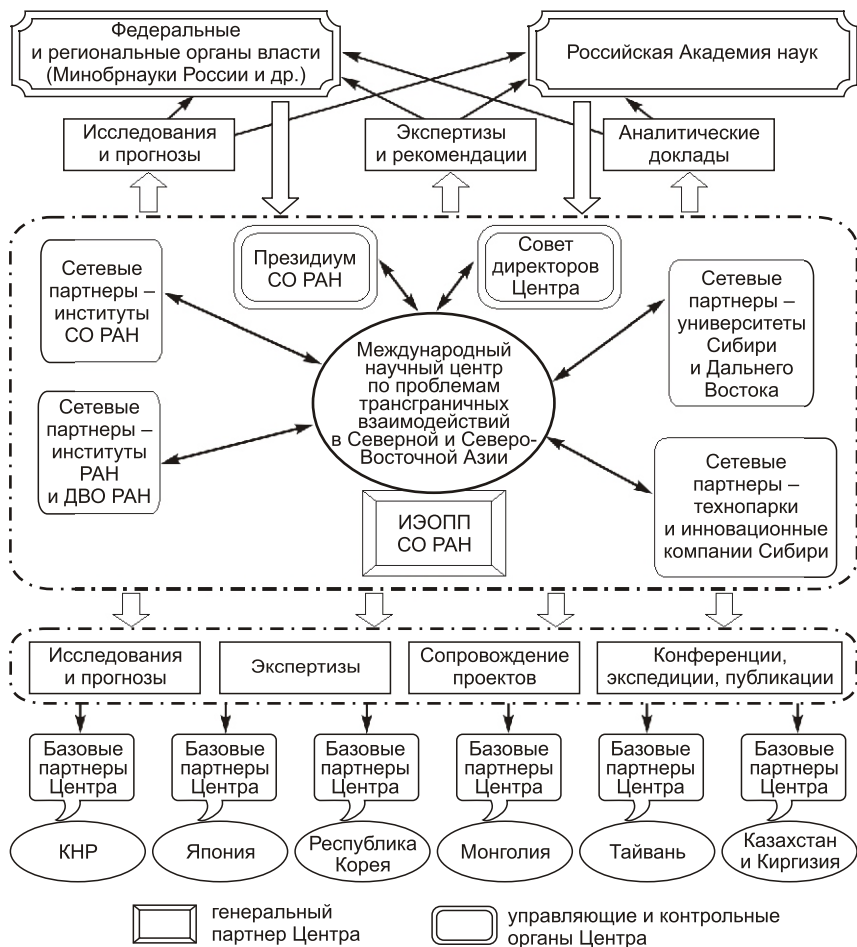 Федеральные
и региональные органы власти
(Минобрнауки России и др.)
Российская Академия наук
Исследования
и прогнозы
Экспертизы
и рекомендации
Аналитические
доклады
Сетевые
партнеры –
институты
СО РАН
Президиум
СО РАН
Совет
директоров
Центра
Сетевые
партнеры –
университеты
Сибири
и Дальнего
Востока
Международный
научный центр
по проблемам
трансграничных
взаимодействий
в Северной и Северо-
Восточной Азии
Сетевые
партнеры –
институты
РАН
и ДВО РАН
ИЭОПП
СО РАН
Сетевые
партнеры –
технопарки
и инновационные
компании Сибири
Исследования
и прогнозы
Экспертизы
Сопровождение
проектов
Конференции,
экспедиции, публикации
Базовые
партнеры
Центра
Базовые
партнеры
Центра
Базовые
партнеры
Центра
Базовые
партнеры
Центра
Базовые
партнеры
Центра
Базовые
партнеры
Центра
КНР
Япония
Республика
Корея
Монголия
Тайвань
Казахстан
и Киргизия
генеральный
партнер Центра
управляющие и контрольные
органы Центра